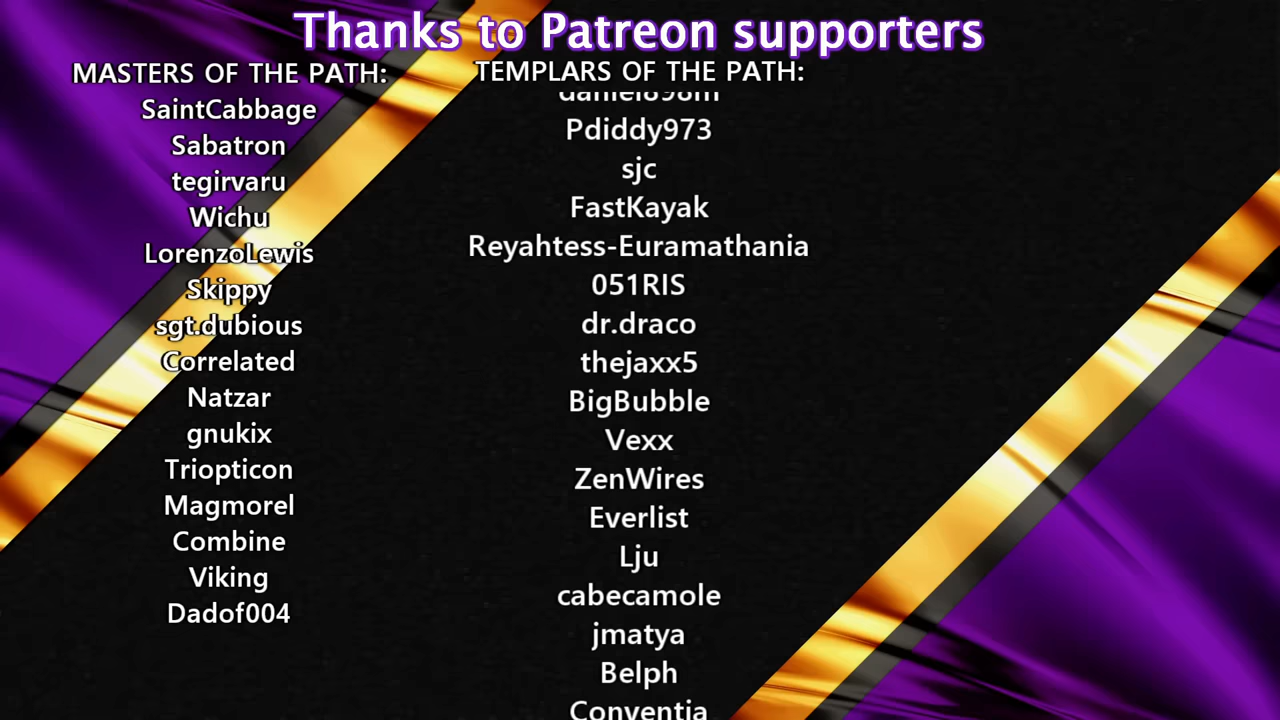 Thanks to Patreon supporters
MASTERS OF THE PATH:
SaintCabbage
Sabatron
tegirvaru
Wichu
LorenzoLewis
Skippy
sgt.dubious
Correlated
Natzar
gnukix
Triopticon
Magmorel
Combine
Viking
Dadof004
TEMPLARS OF THE PATH:
Pdiddy973
sjc
FastKayak
Reyahtess-Euramathania
051RIS
dr.draco
thejaxx5
BigBubble
Vexx
ZenWires
Everlist
Lju
cabecamole
jmatya
Belph
Conventia